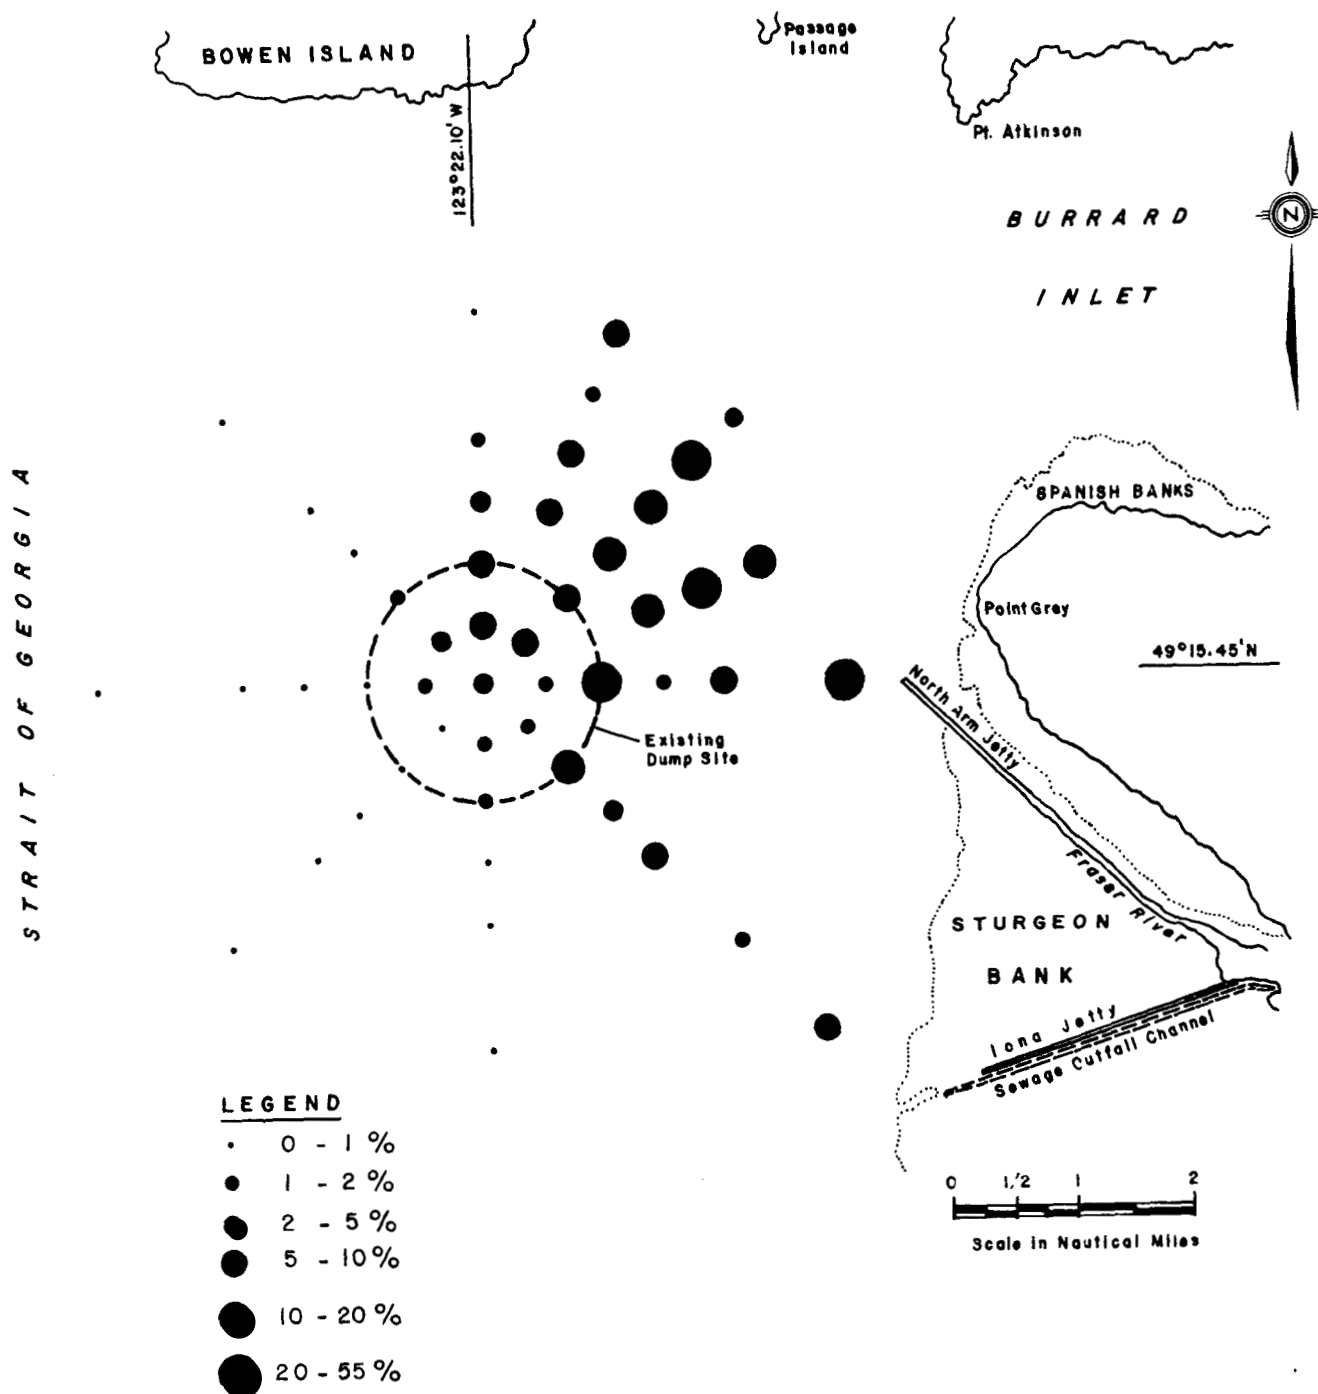 BOWEN ISLAND
Passage
Island
123°22.10' W
Pt. Atkinson
BURRARD
INLET
N
STRAIT OF GEORGIA
SPANISH BANKS
Point Grey
49°15.45'N
North Arm Jetty
Existing
Dump Site
Fraser River
STURGEON
BANK
Iona Jetty
Sewage Outfall Channel
LEGEND
0 - 1 %
1 - 2 %
2 - 5 %
5 - 10 %
10 - 20 %
20 - 55 %
0 1/2 1 2
Scale in Nautical Miles